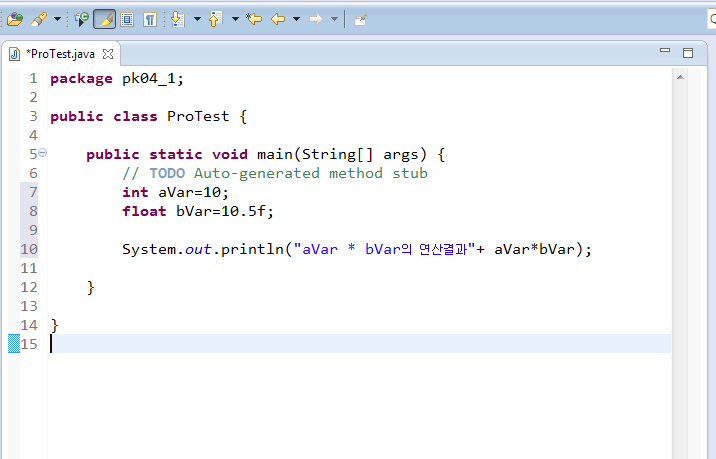 *ProTest.java
1 package pk04_1;
2
3 public class ProTest {
4
5 public static void main(String[] args) {
6 // TODO Auto-generated method stub
7 int aVar=10;
8 float bVar=10.5f;
9
10 System.out.println("aVar * bVar의 연산결과"+ aVar*bVar);
11
12 }
13
14 }
15